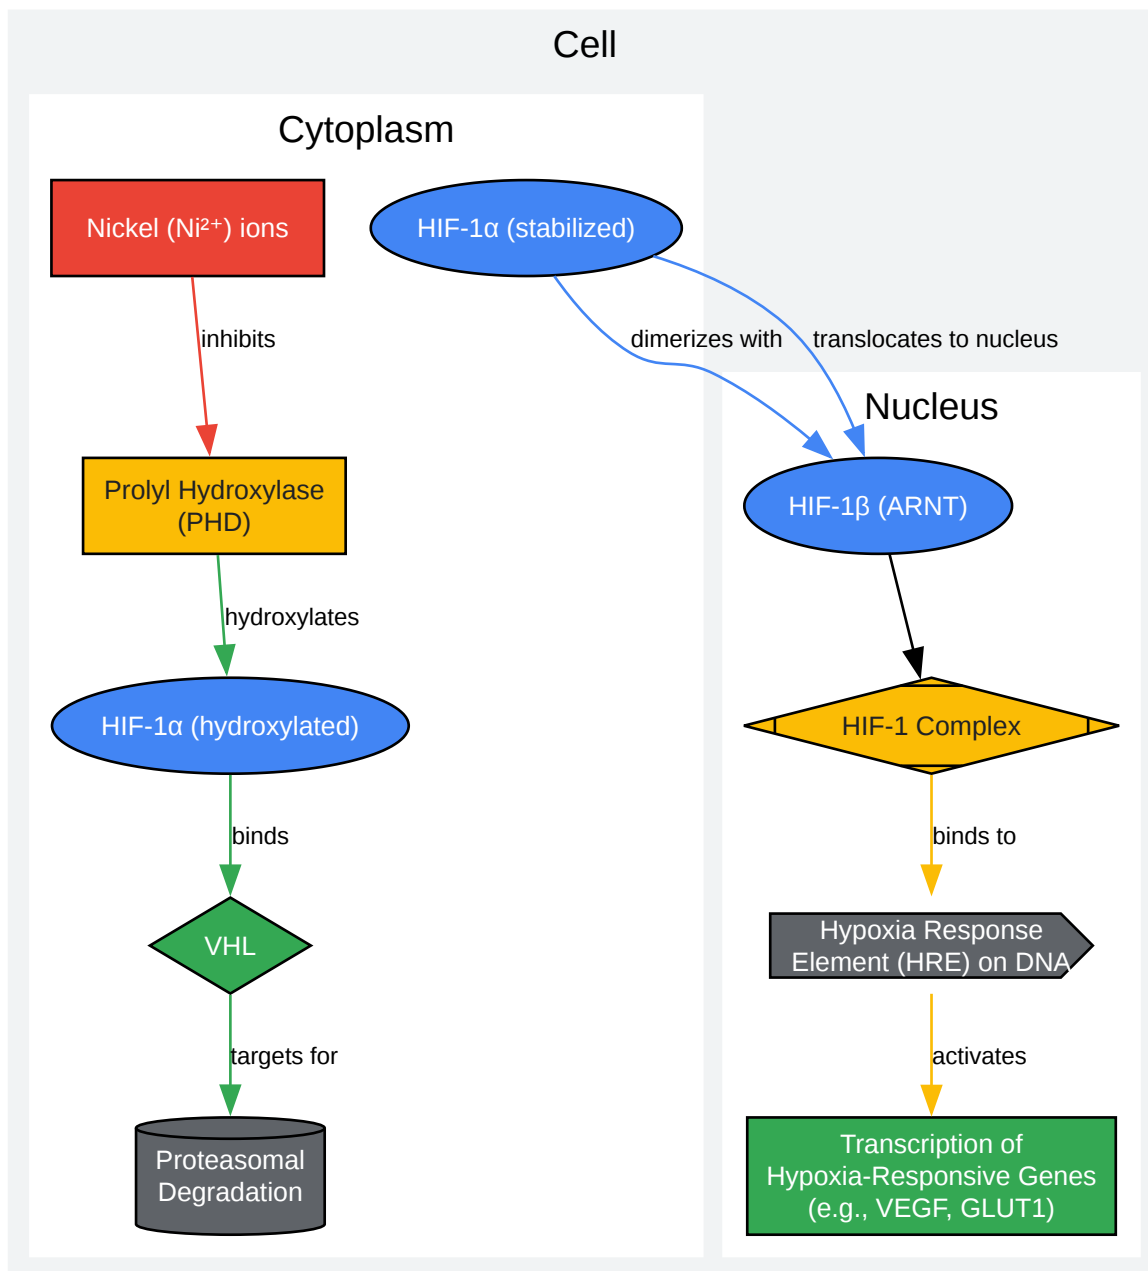 Cell
Cytoplasm
Nickel (Ni²⁺) ions
HIF-1α (stabilized)
inhibits
dimerizes with
translocates to nucleus
Nucleus
Prolyl Hydroxylase
(PHD)
HIF-1β (ARNT)
hydroxylates
HIF-1α (hydroxylated)
HIF-1 Complex
binds
binds to
VHL
Hypoxia Response
Element (HRE) on DNA
targets for
activates
Proteasomal
Degradation
Transcription of
Hypoxia-Responsive Genes
(e.g., VEGF, GLUT1)